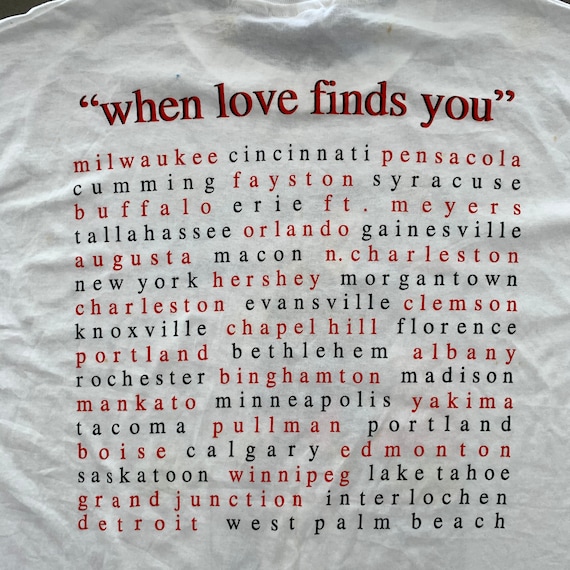 “when love finds you”
milwaukee cincinnati pensacola
cumming fayston syracuse
buffalo erie ft. meyers
tallahassee orlando gainesville
augusta macon n.charleston
new york hershey morgantown
charleston evansville clemson
knoxville chapel hill florence
portland bethlehem albany
rochester binghamton madison
mankato minneapolis yakima
tacoma pullman portland
boise calgary edmonton
saskatoon winnipeg lake tahoe
grand junction interlochen
detroit west palm beach